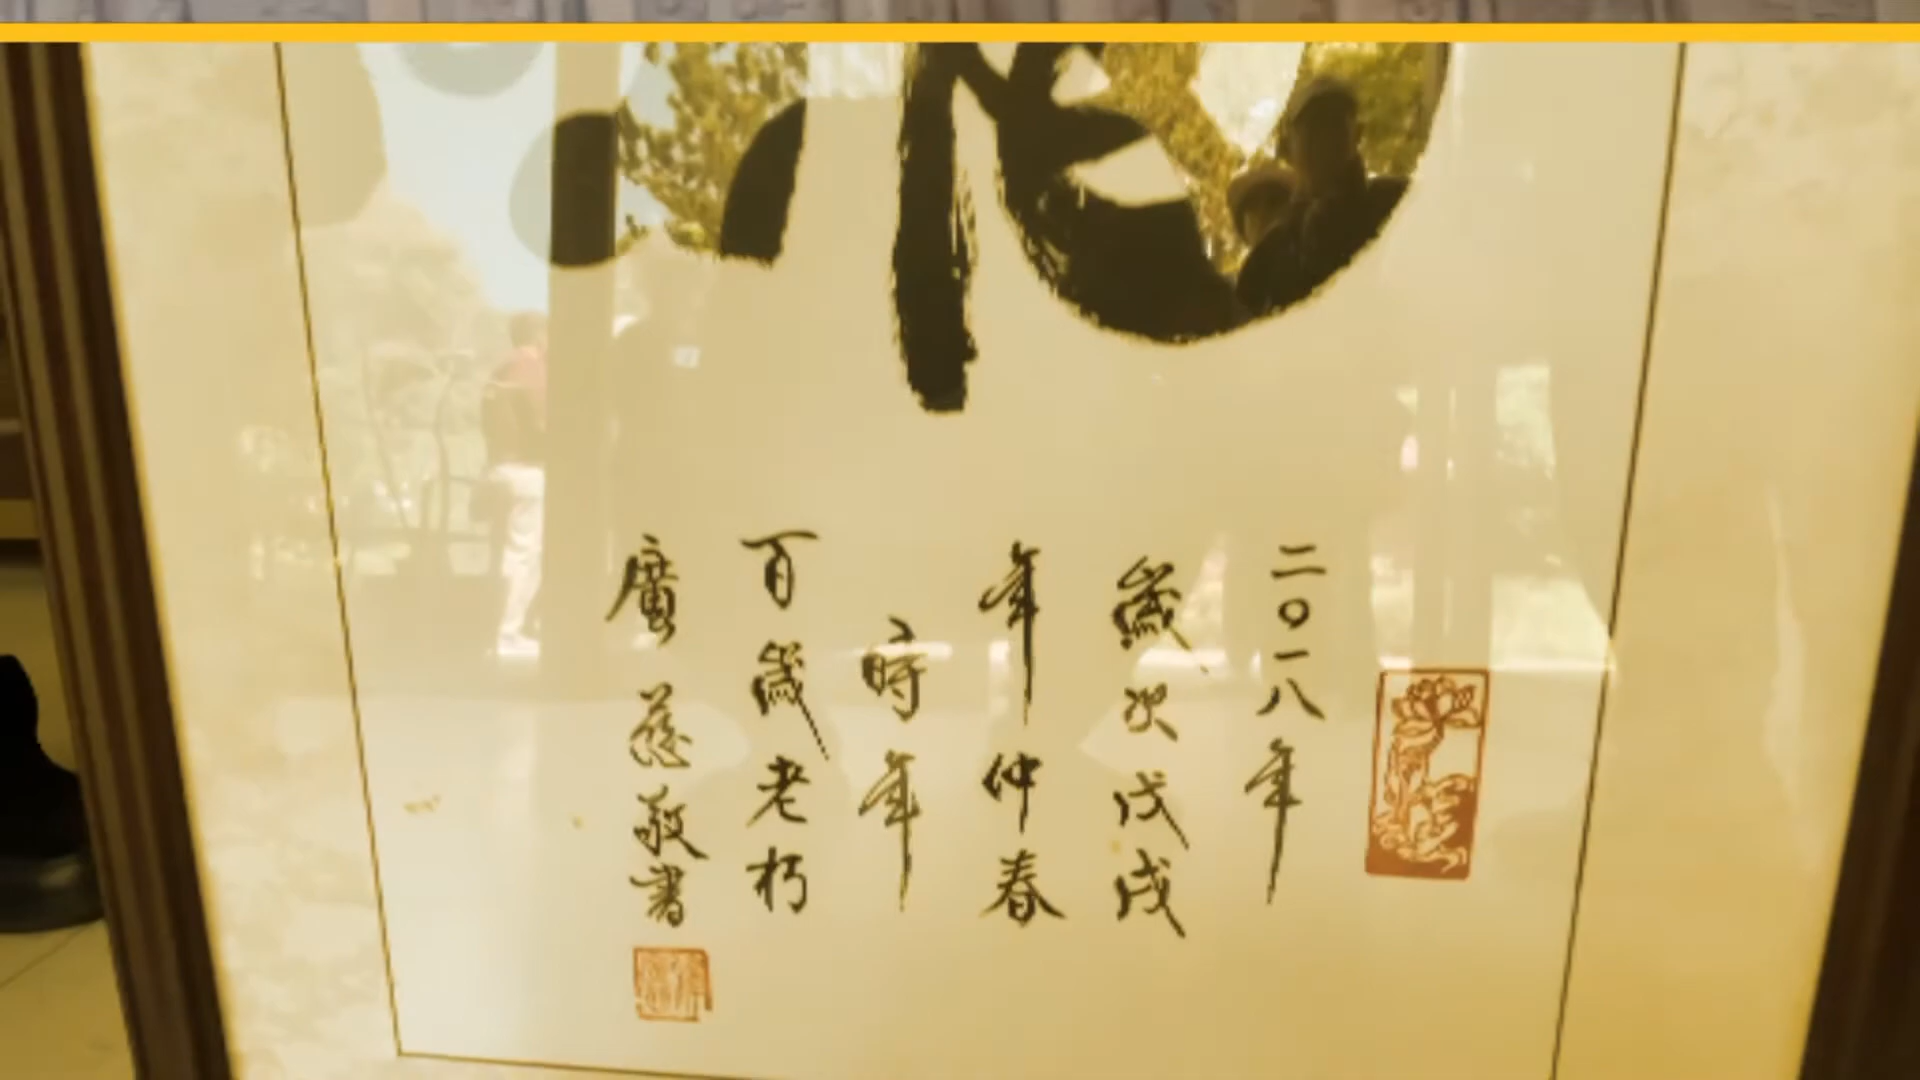 二〇一八年
歲次戊戌
年仲春
時年
百歲老朽
廣慈敬書